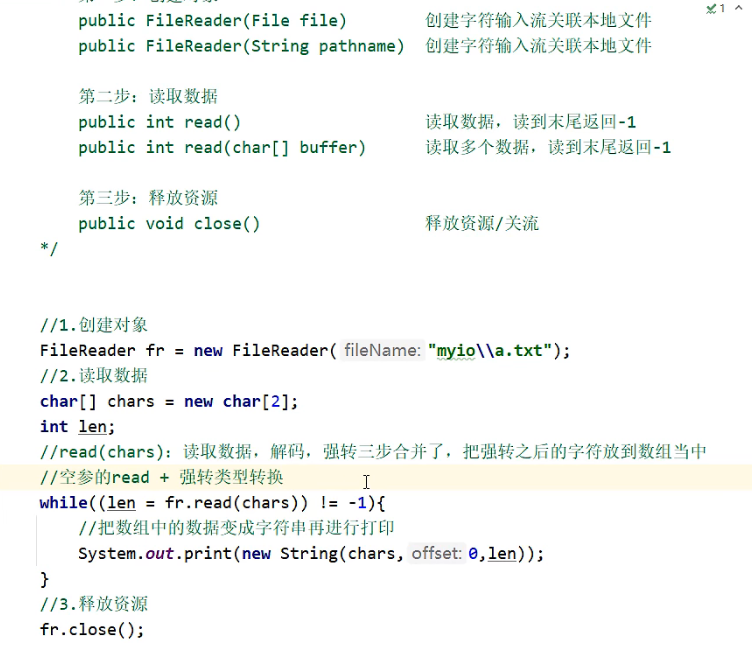 public FileReader(File file) 创建字符输入流关联本地文件
public FileReader(String pathname) 创建字符输入流关联本地文件
第二步：读取数据
public int read() 读取数据，读到末尾返回-1
public int read(char[] buffer) 读取多个数据，读到末尾返回-1
第三步：释放资源
public void close() 释放资源/关流
*/
//1.创建对象
FileReader fr = new FileReader( fileName: "myio\\a.txt");
//2.读取数据
char[] chars = new char[2];
int len;
//read(chars)：读取数据，解码，强转三步合并了，把强转之后的字符放到数组当中
//空参的read + 强转类型转换
while((len = fr.read(chars)) != -1){
//把数组中的数据变成字符串再进行打印
System.out.print(new String(chars, offset: 0,len));
}
//3.释放资源
fr.close();
1